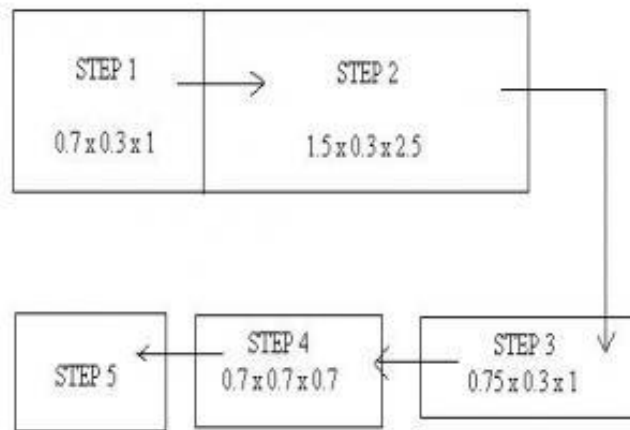 STEP 1
0.7 x 0.3 x 1
STEP 2
1.5 x 0.3 x 2.5
STEP 3
0.75 x 0.3 x 1
STEP 4
0.7 x 0.7 x 0.7
STEP 5